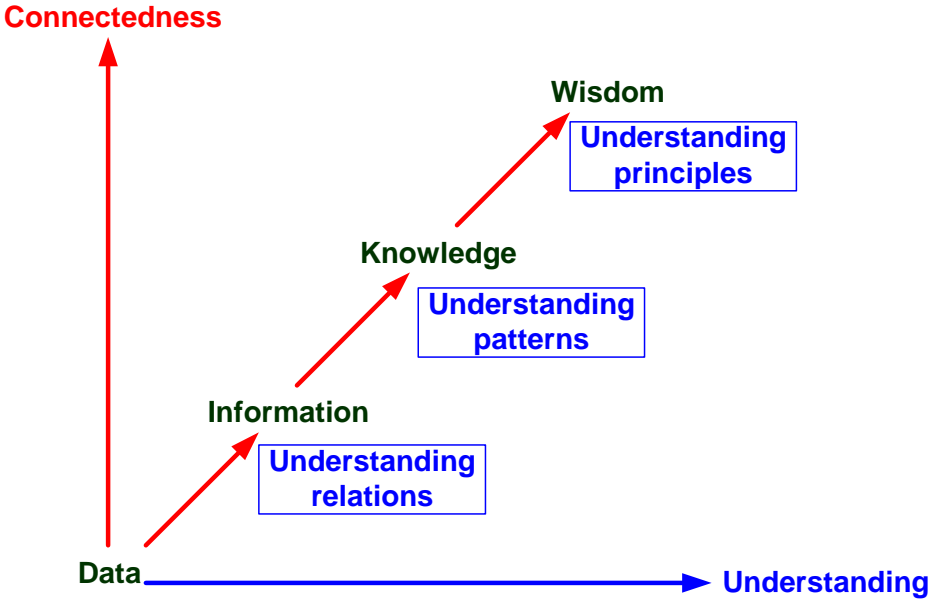 Connectedness
Wisdom
Understanding
principles
Knowledge
Understanding
patterns
Information
Understanding
relations
Data
Understanding